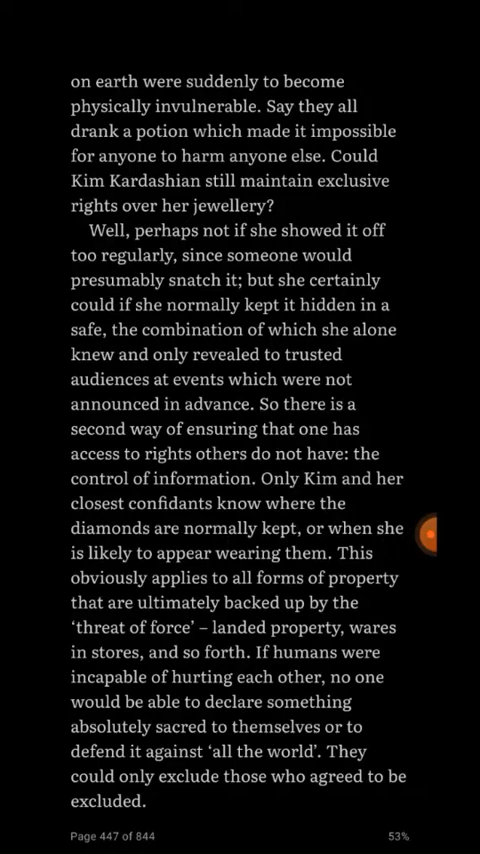 on earth were suddenly to become
physically invulnerable. Say they all
drank a potion which made it impossible
for anyone to harm anyone else. Could
Kim Kardashian still maintain exclusive
rights over her jewellery?
Well, perhaps not if she showed it off
too regularly, since someone would
presumably snatch it; but she certainly
could if she normally kept it hidden in a
safe, the combination of which she alone
knew and only revealed to trusted
audiences at events which were not
announced in advance. So there is a
second way of ensuring that one has
access to rights others do not have: the
control of information. Only Kim and her
closest confidants know where the
diamonds are normally kept, or when she
is likely to appear wearing them. This
obviously applies to all forms of property
that are ultimately backed up by the
‘threat of force’ – landed property, wares
in stores, and so forth. If humans were
incapable of hurting each other, no one
would be able to declare something
absolutely sacred to themselves or to
defend it against ‘all the world’. They
could only exclude those who agreed to be
excluded.
Page 447 of 844
53%